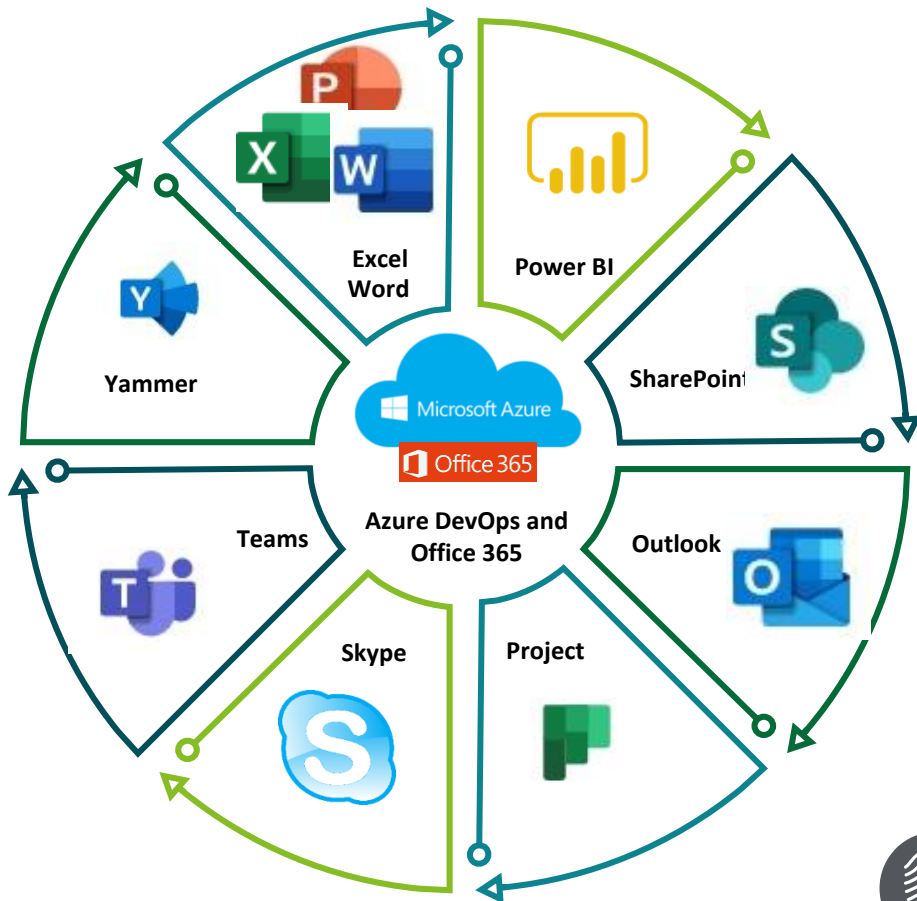 P
X
W
Excel
Word
Power BI
Y
Yammer
S
SharePoint
Microsoft Azure
Office 365
Azure DevOps and
Office 365
Teams
T
Outlook
O
Skype
S
Project